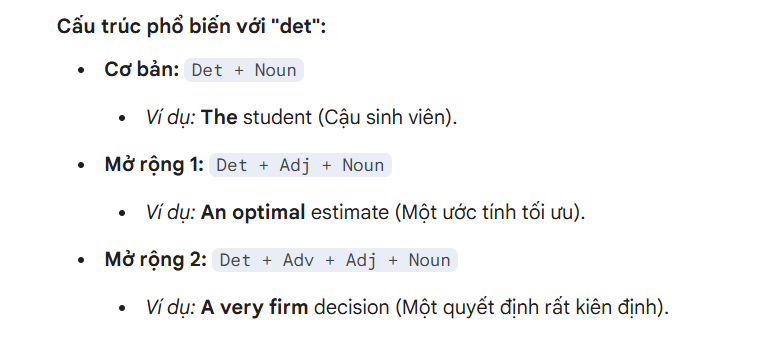 Cấu trúc phổ biến với "det":
• Cơ bản: Det + Noun
• Ví dụ: The student (Cậu sinh viên).
• Mở rộng 1: Det + Adj + Noun
• Ví dụ: An optimal estimate (Một ước tính tối ưu).
• Mở rộng 2: Det + Adv + Adj + Noun
• Ví dụ: A very firm decision (Một quyết định rất kiên định).